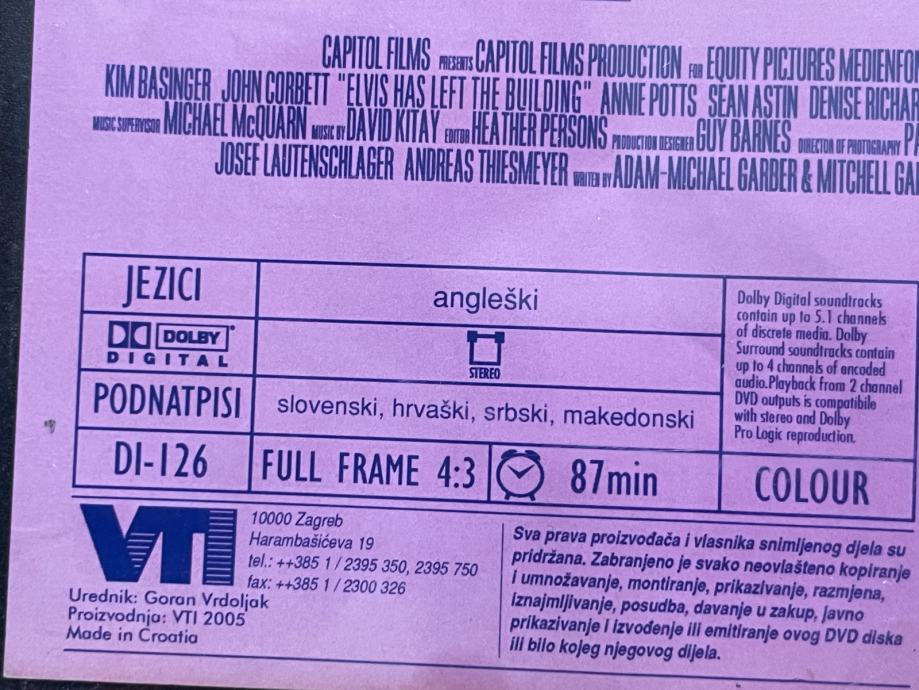 CAPITOL FILMS PRESENTS CAPITOL FILMS PRODUCTION FOR EQUITY PICTURES
KIM BASINGER JOHN CORBETT "ELVIS HAS LEFT THE BUILDING" ANNIE POTTS SEAN ASTIN DENISE
MUSIC SUPERVISOR MICHAEL McQUARN MUSIC BY DAVID KITAY EDITOR HEATHER PERSONS PRODUCTION DESIGNER GUY BARNES DIRECTOR OF PHOTOGRAPHY
JOSEF LAUTENSCHLAGER ANDREAS THIESMEYER WRITTEN BY ADAM-MICHAEL GARBER & MITCHELL
JEZICI
angleški
DOLBY
DIGITAL
STEREO
PODNATPISI
slovenski, hrvaški, srbski, makedonski
DI-126
FULL FRAME 4:3
87min
Dolby Digital soundtracks
contain up to 5.1 channels
of discrete media. Dolby
Surround soundtracks contain
up to 4 channels of encoded
audio.Playback from 2 channel
DVD outputs is compatibile
with stereo and Dolby
Pro Logic reproduction.
COLOUR
VTI
10000 Zagreb
Harambašićeva 19
tel.: ++385 1 / 2395 350, 2395 750
fax: ++385 1 / 2300 326
Urednik: Goran Vrdoljak
Proizvodnja: VTI 2005
Made in Croatia
Sva prava proizvođača i vlasnika snimljenog djela su
pridržana. Zabranjeno je svako neovlašteno kopiranje
i umnožavanje, montiranje, prikazivanje, razmjena,
iznajmljivanje, posudba, davanje u zakup, javno
prikazivanje i izvođenje ili emitiranje ovog DVD diska
ili bilo kojeg njegovog dijela.